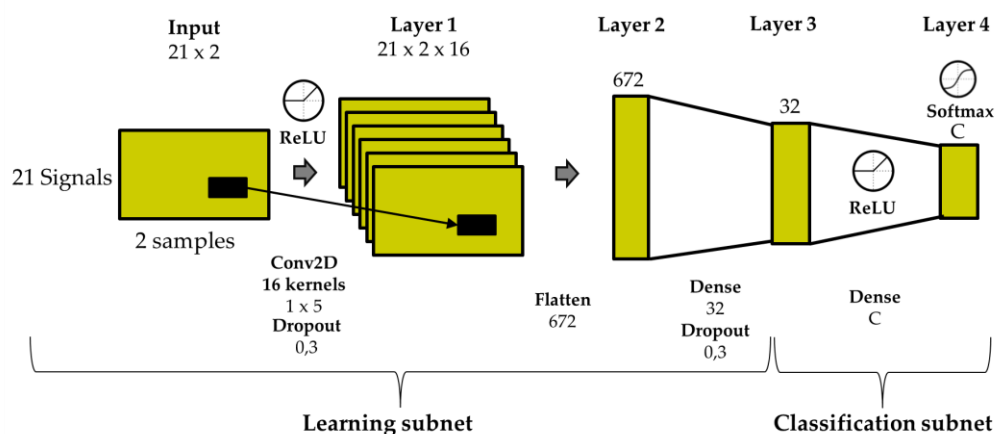 Input
21 x 2
Layer 1
21 x 2 x 16
Layer 2
Layer 3
Layer 4
ReLU
672
32
Softmax
C
21 Signals
2 samples
ReLU
Conv2D
16 kernels
1 x 5
Dropout
0,3
Flatten
672
Dense
32
Dropout
0,3
Dense
C
Learning subnet
Classification subnet